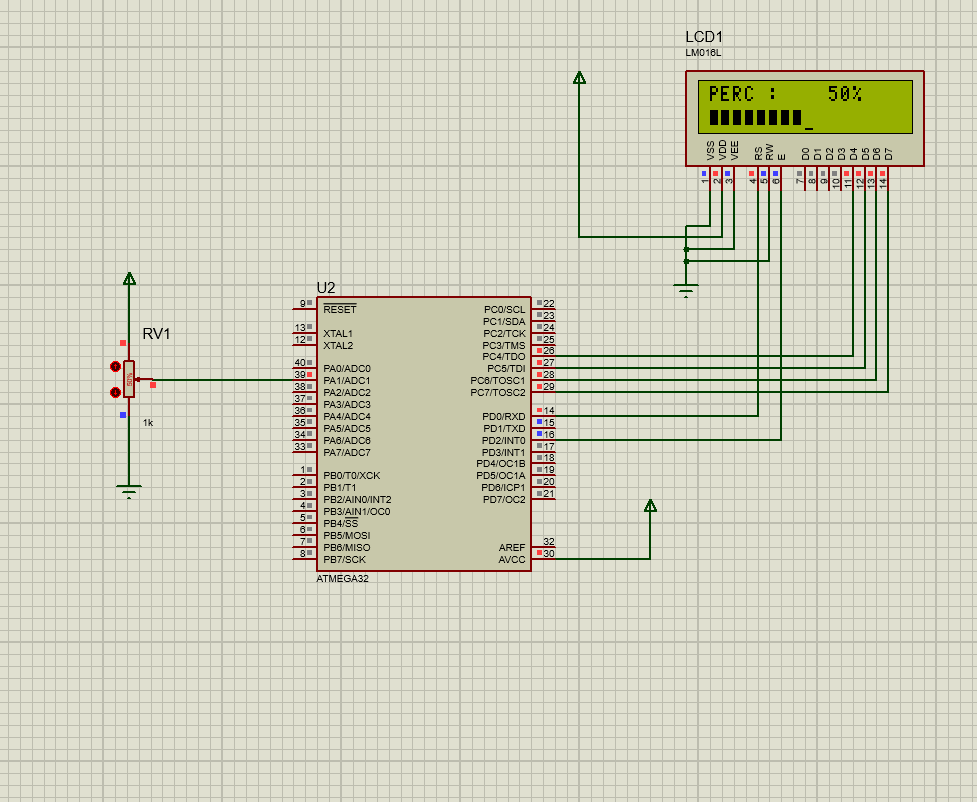 LCD1
LM016L
PERC : 50%
VSS VDD VEE RS RW E D0 D1 D2 D3 D4 D5 D6 D7
1 2 3 4 5 6 7 8 9 10 11 12 13 14
RV1
50%
1k
U2
9 RESET PC0/SCL 22
PC1/SDA 23
13 XTAL1 PC2/TCK 24
12 XTAL2 PC3/TMS 25
PC4/TDO 26
40 PA0/ADC0 PC5/TDI 27
39 PA1/ADC1 PC6/TOSC1 28
38 PA2/ADC2 PC7/TOSC2 29
37 PA3/ADC3
36 PA4/ADC4 PD0/RXD 14
35 PA5/ADC5 PD1/TXD 15
34 PA6/ADC6 PD2/INT0 16
33 PA7/ADC7 PD3/INT1 17
PD4/OC1B 18
1 PB0/T0/XCK PD5/OC1A 19
2 PB1/T1 PD6/ICP1 20
3 PB2/AIN0/INT2 PD7/OC2 21
4 PB3/AIN1/OC0
5 PB4/SS
6 PB5/MOSI
7 PB6/MISO AREF 32
8 PB7/SCK AVCC 30
ATMEGA32